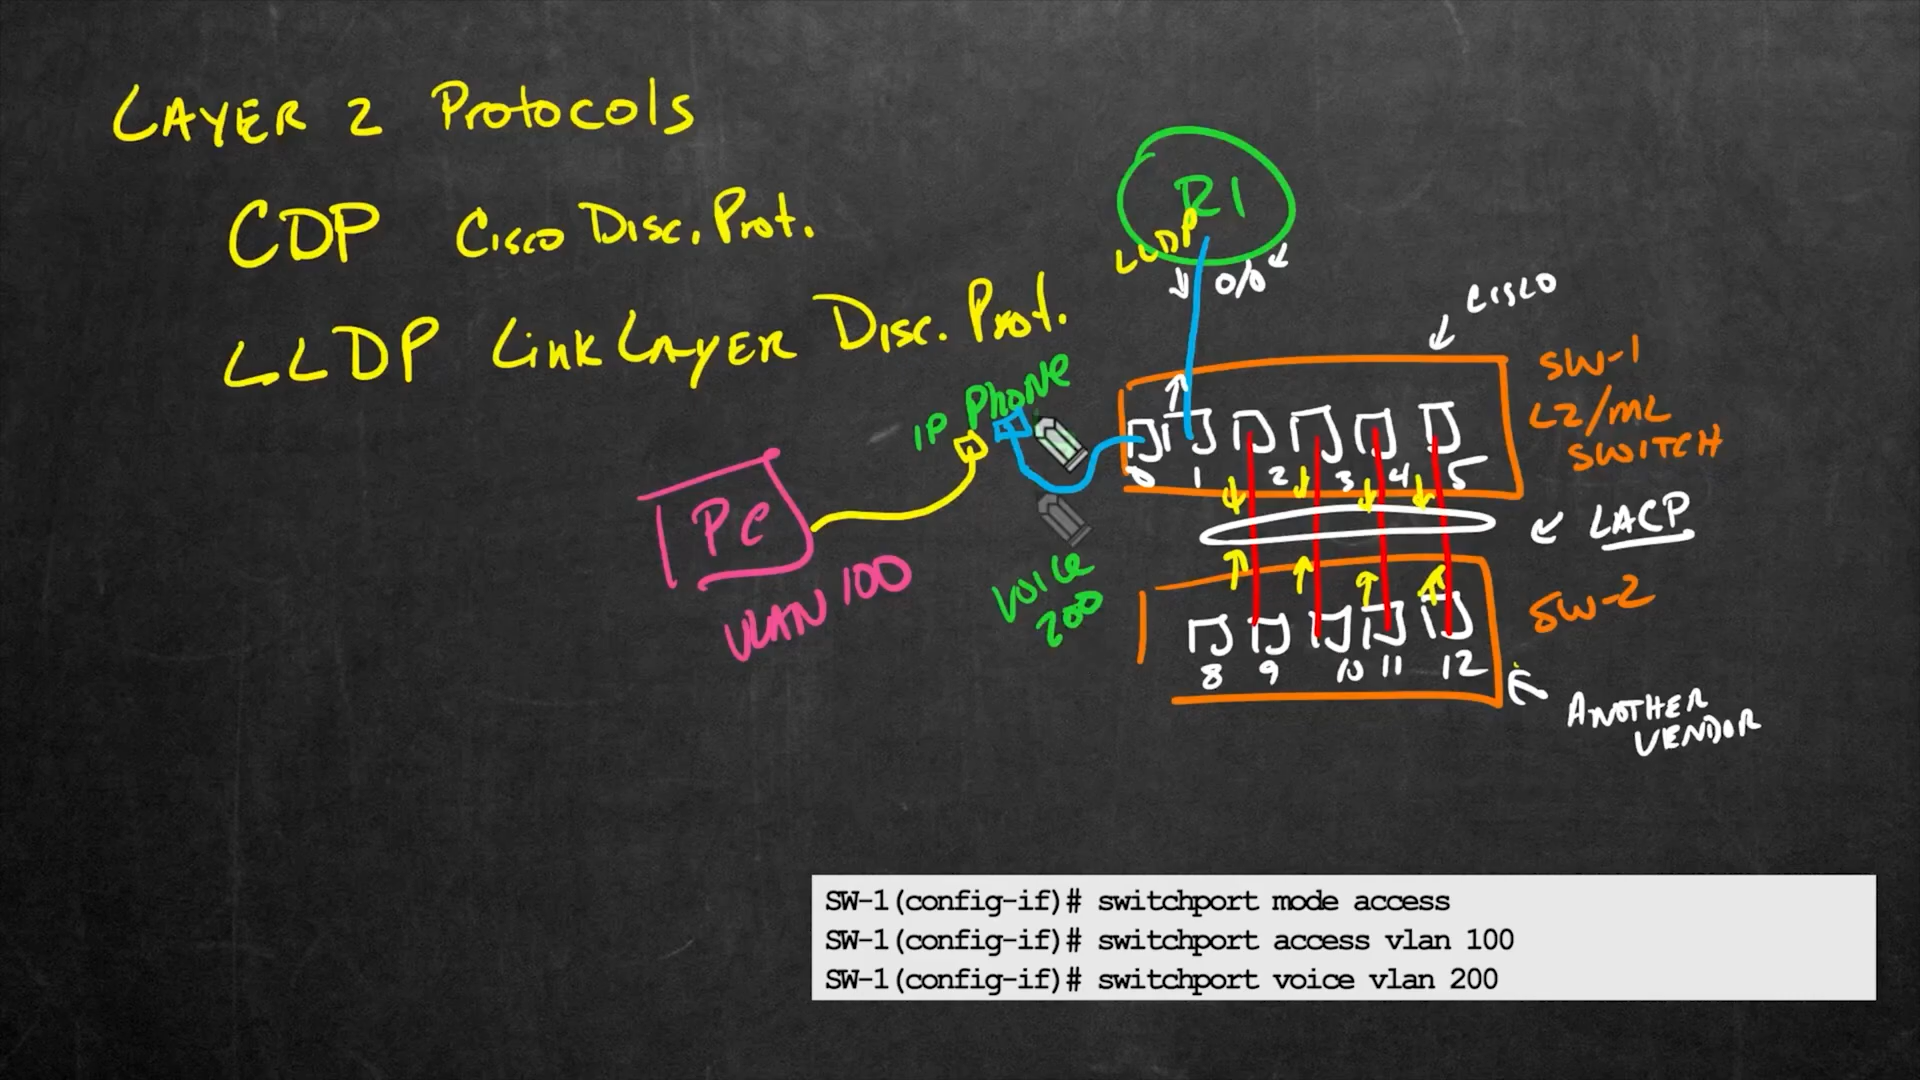 LAYER 2 Protocols
CDP Cisco Disc. Prot.
LLDP Link LAYER Disc. Prot.
R1
LLDP
0/0
CISCO
SW-1
L2/ML
SWITCH
IP Phone
0 1 2 3 4 5
PC
VLAN 100
VOICE
200
LACP
SW-2
8 9 10 11 12
ANOTHER
VENDOR
SW-1(config-if)# switchport mode access
SW-1(config-if)# switchport access vlan 100
SW-1(config-if)# switchport voice vlan 200